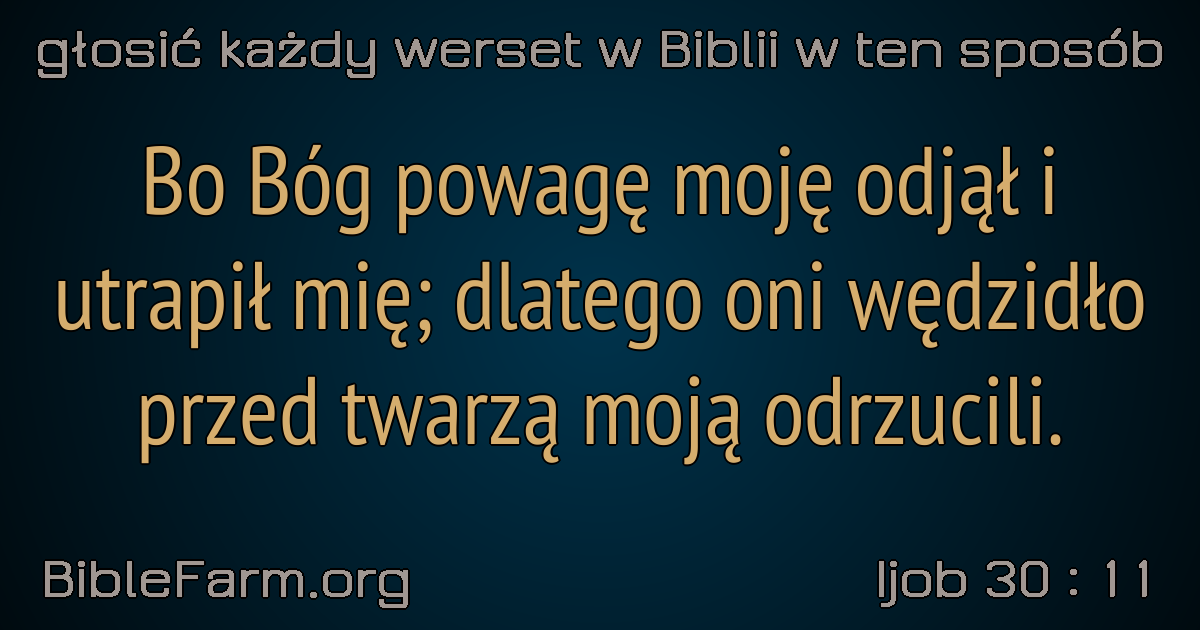 głosić każdy werset w Biblii w ten sposób
Bo Bóg powagę moję odjął i
utrapił mię; dlatego oni wędzidło
przed twarzą moją odrzucili.
BibleFarm.org
Ijob 30 : 11